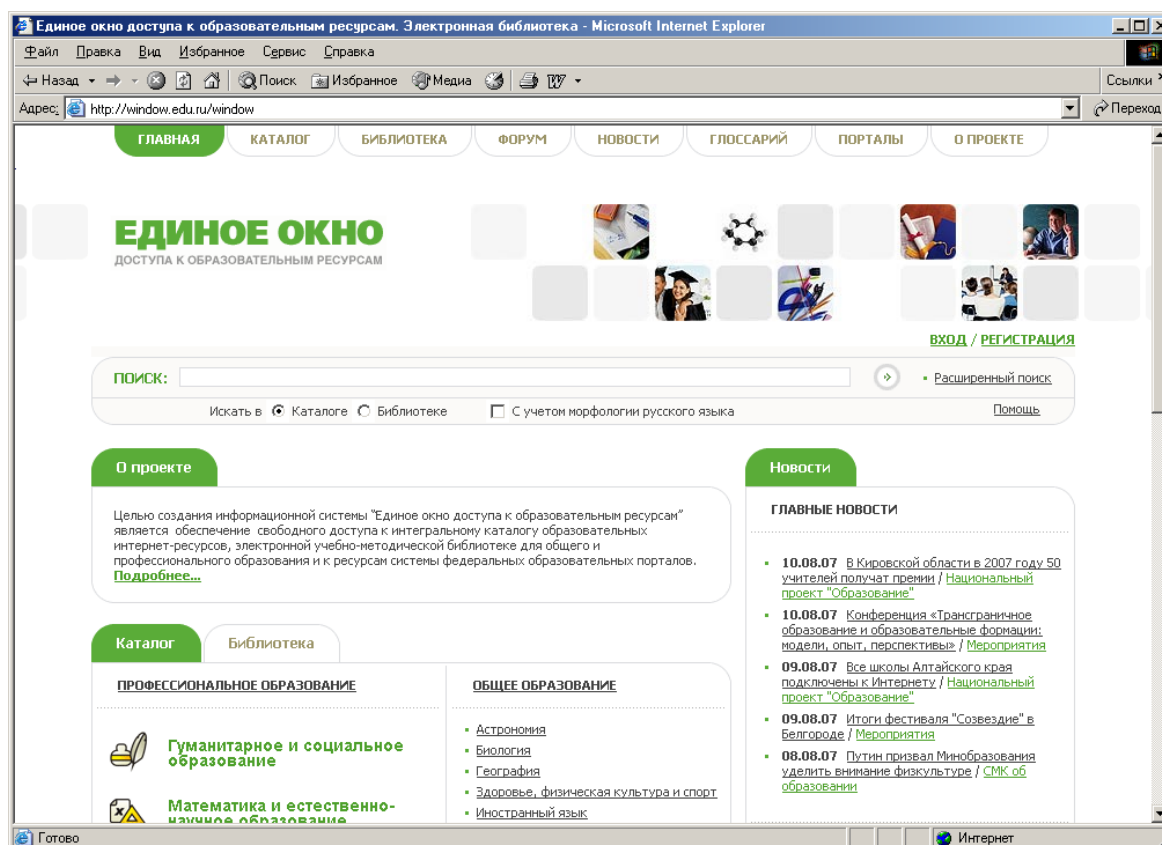 Единое окно доступа к образовательным ресурсам. Электронная библиотека - Microsoft Internet Explorer
Файл Правка Вид Избранное Сервис Справка
Назад Поиск Избранное Медиа Ссылки
Адрес: http://window.edu.ru/window Переход
ГЛАВНАЯ КАТАЛОГ БИБЛИОТЕКА ФОРУМ НОВОСТИ ГЛОССАРИЙ ПОРТАЛЫ О ПРОЕКТЕ
ЕДИНОЕ ОКНО
ДОСТУПА К ОБРАЗОВАТЕЛЬНЫМ РЕСУРСАМ
ВХОД / РЕГИСТРАЦИЯ
ПОИСК: Расширенный поиск
Искать в Каталоге Библиотеке С учетом морфологии русского языка Помощь
О проекте
Целью создания информационной системы "Единое окно доступа к образовательным ресурсам"
является обеспечение свободного доступа к интегральному каталогу образовательных
интернет-ресурсов, электронной учебно-методической библиотеке для общего и
профессионального образования и к ресурсам системы федеральных образовательных порталов.
Подробнее...
Каталог Библиотека
ПРОФЕССИОНАЛЬНОЕ ОБРАЗОВАНИЕ
Гуманитарное и социальное
образование
Математика и естественно-
научное образование
ОБЩЕЕ ОБРАЗОВАНИЕ
Астрономия
Биология
География
Здоровье, физическая культура и спорт
Иностранный язык
Новости
ГЛАВНЫЕ НОВОСТИ
10.08.07 В Кировской области в 2007 году 50
учителей получат премии / Национальный
проект "Образование"
10.08.07 Конференция «Трансграничное
образование и образовательные формации:
модели, опыт, перспективы» / Мероприятия
09.08.07 Все школы Алтайского края
подключены к Интернету / Национальный
проект "Образование"
09.08.07 Итоги фестиваля "Созвездие" в
Белгороде / Мероприятия
08.08.07 Путин призвал Минобразования
уделить внимание физкультуре / СМК об
образовании
Готово Интернет